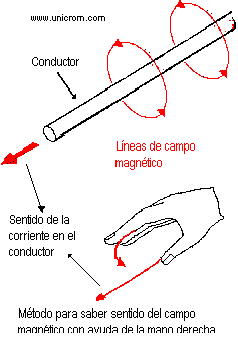 www.unicrom.com
Conductor
Líneas de campo
magnético
Sentido de la
corriente en el
conductor
Método para saber sentido del campo
magnético con ayuda de la mano derecha